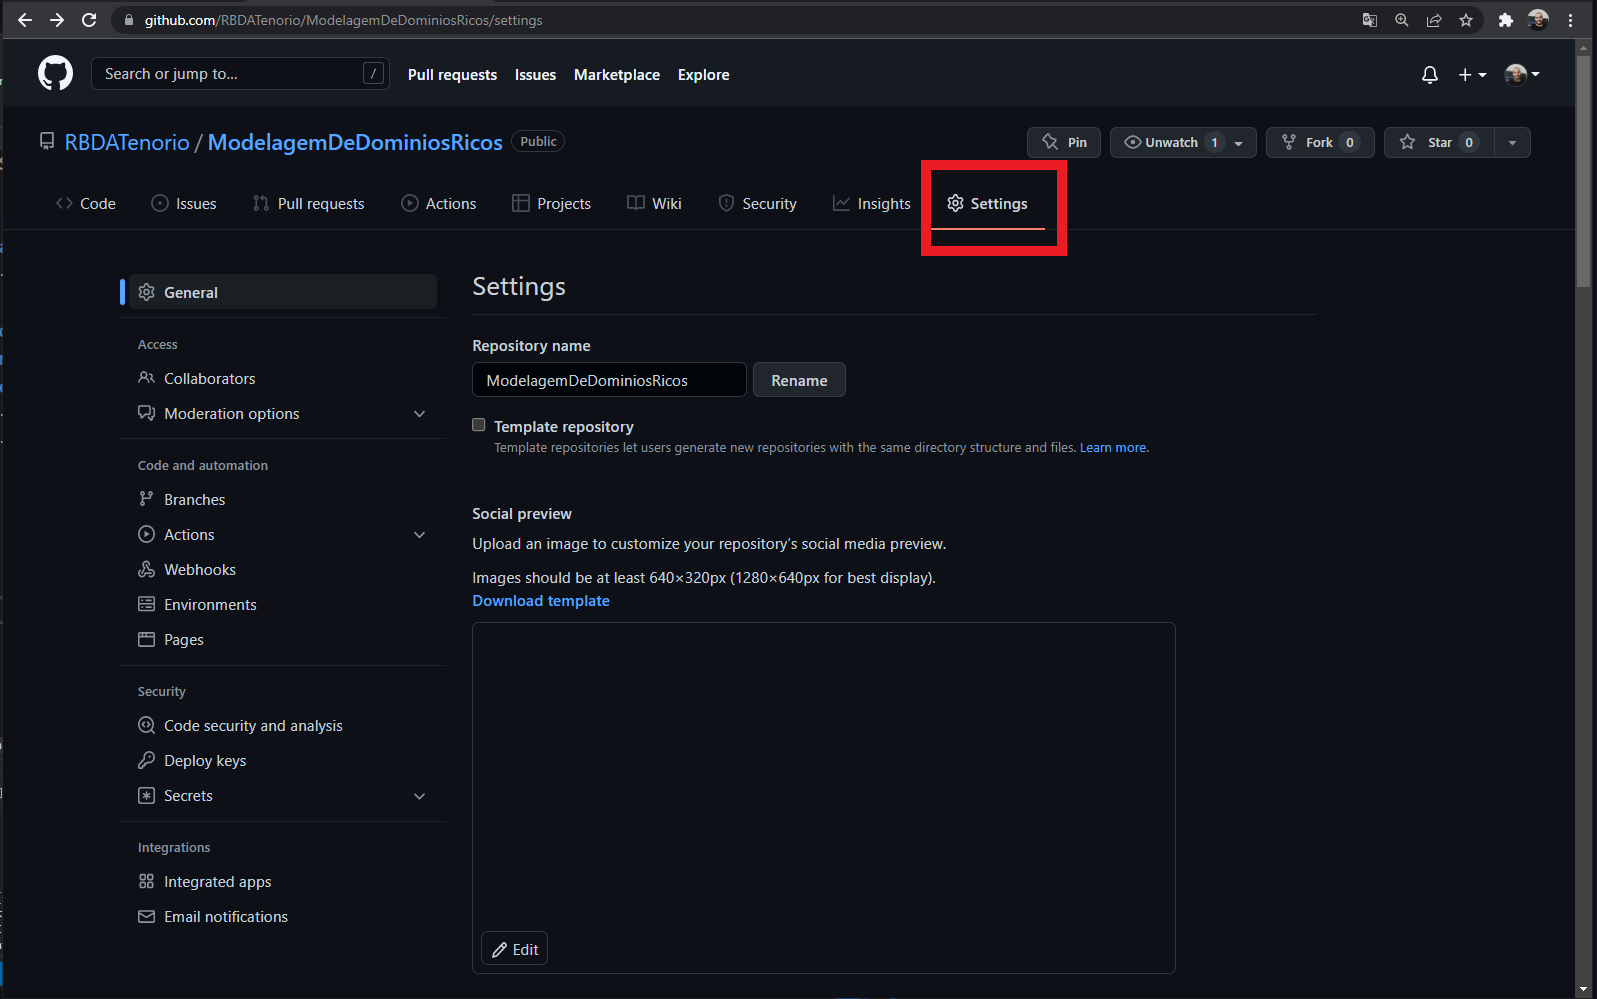 github.com/RBDATenorio/ModelagemDeDominiosRicos/settings
Search or jump to... /
Pull requests Issues Marketplace Explore
RBDATenorio / ModelagemDeDominiosRicos Public
Pin Unwatch 1 Fork 0 Star 0
Code Issues Pull requests Actions Projects Wiki Security Insights Settings
General
Access
Collaborators
Moderation options
Code and automation
Branches
Actions
Webhooks
Environments
Pages
Security
Code security and analysis
Deploy keys
Secrets
Integrations
Integrated apps
Email notifications
Settings
Repository name
ModelagemDeDominiosRicos Rename
Template repository
Template repositories let users generate new repositories with the same directory structure and files. Learn more.
Social preview
Upload an image to customize your repository's social media preview.
Images should be at least 640×320px (1280×640px for best display).
Download template
Edit